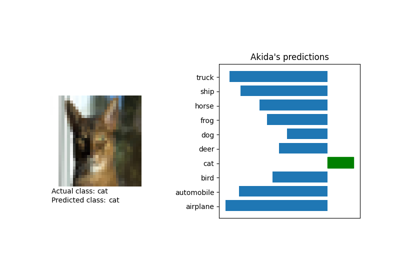 Akida's predictions
truck
ship
horse
frog
dog
deer
cat
bird
automobile
airplane
Actual class: cat
Predicted class: cat